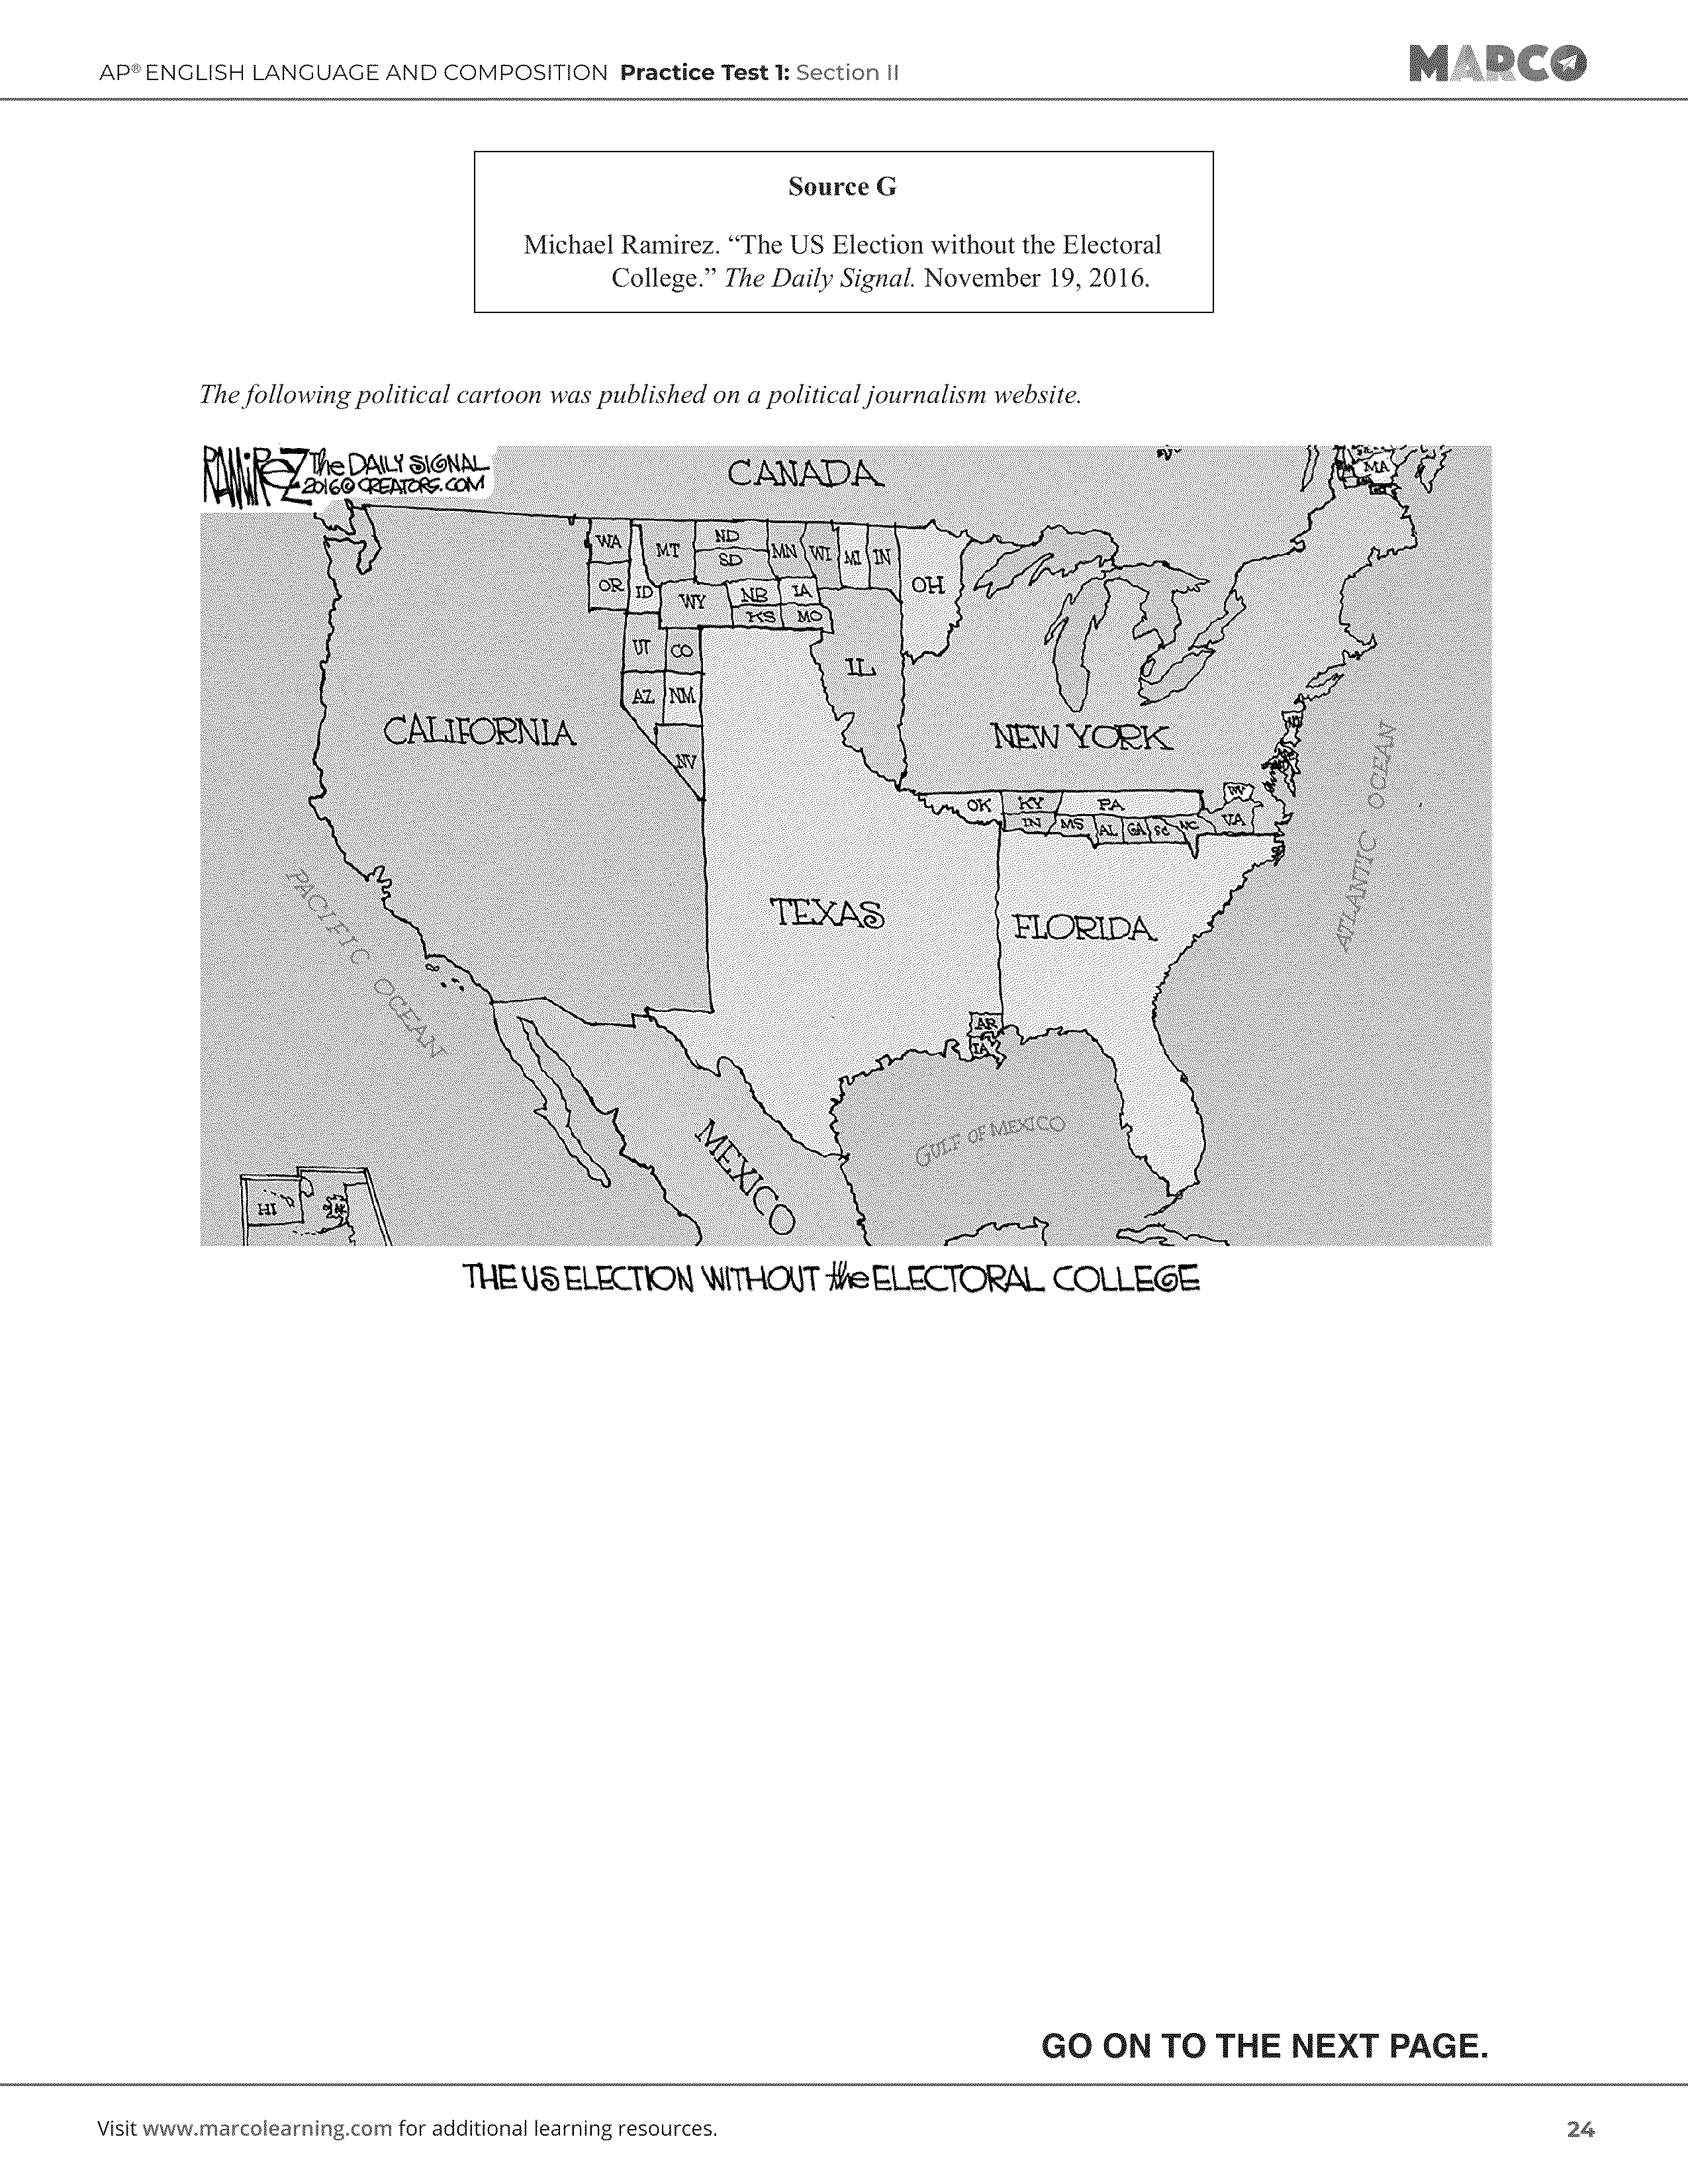 AP® ENGLISH LANGUAGE AND COMPOSITION Practice Test 1: Section II
MARCO
Source G
Michael Ramirez. “The US Election without the Electoral
College.” The Daily Signal. November 19, 2016.
The following political cartoon was published on a political journalism website.
RAMIREZ The DAILY SIGNAL
2016© CREATORS.COM
CANADA
MA
WA
MT
ND
SD
MN
WI
MI
IN
OH
OR
ID
WY
NB
IA
KS
MO
UT
CO
IL
AZ
NM
CALIFORNIA
NEW YORK
NV
OK
KY
PA
IN
MS
AL
GA
SC
NC
VA
TEXAS
FLORIDA
PACIFIC OCEAN
ATLANTIC OCEAN
AR
LA
GULF OF MEXICO
MEXICO
HI
THE US ELECTION WITHOUT the ELECTORAL COLLEGE
GO ON TO THE NEXT PAGE.
Visit www.marcolearning.com for additional learning resources.
24